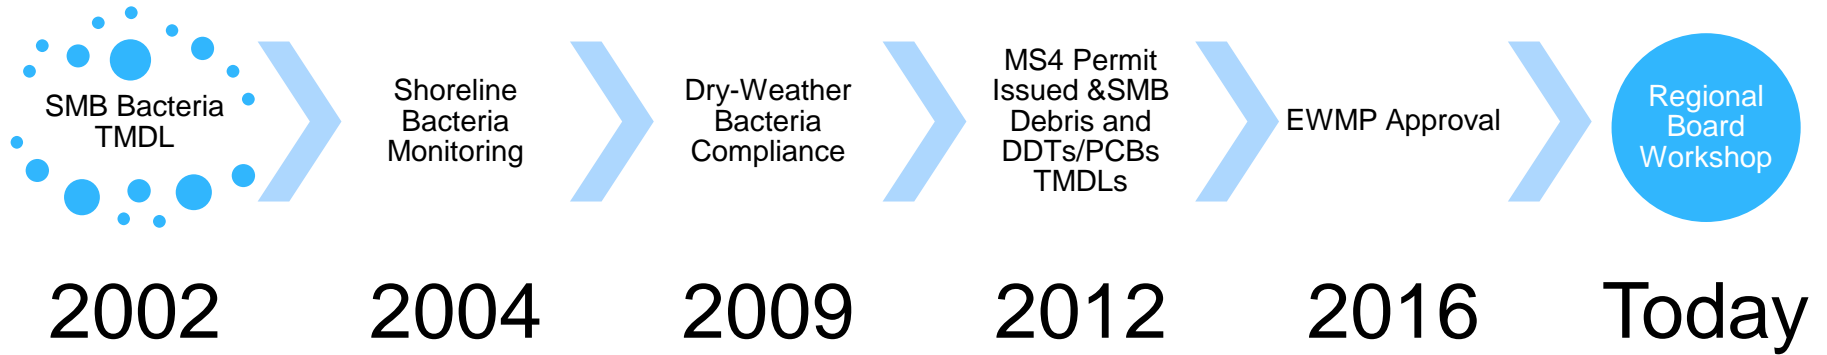 SMB Bacteria
TMDL
Shoreline
Bacteria
Monitoring
Dry-Weather
Bacteria
Compliance
MS4 Permit
Issued &SMB
Debris and
DDTs/PCBs
TMDLs
EWMP Approval
Regional
Board
Workshop
2002
2004
2009
2012
2016
Today